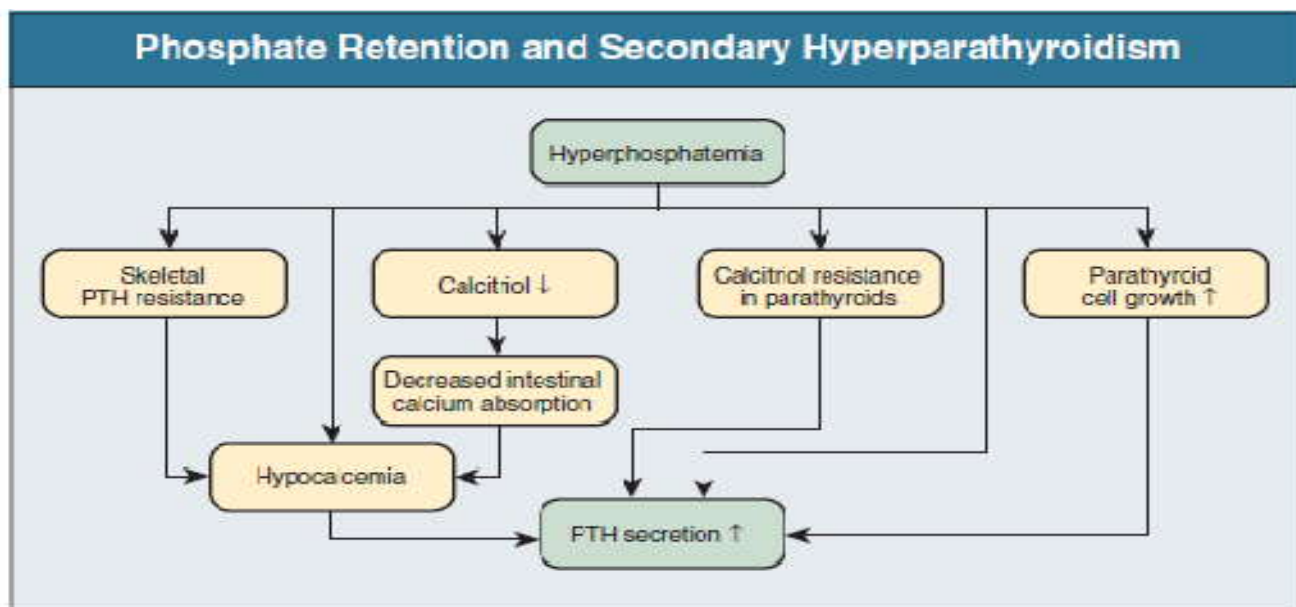 Phosphate Retention and Secondary Hyperparathyroidism
Hyperphosphatemia
Skeletal
PTH resistance
Calcitriol ↓
Calcitriol resistance
in parathyroids
Parathyroid
cell growth ↑
Decreased intestinal
calcium absorption
Hypocalcemia
PTH secretion ↑